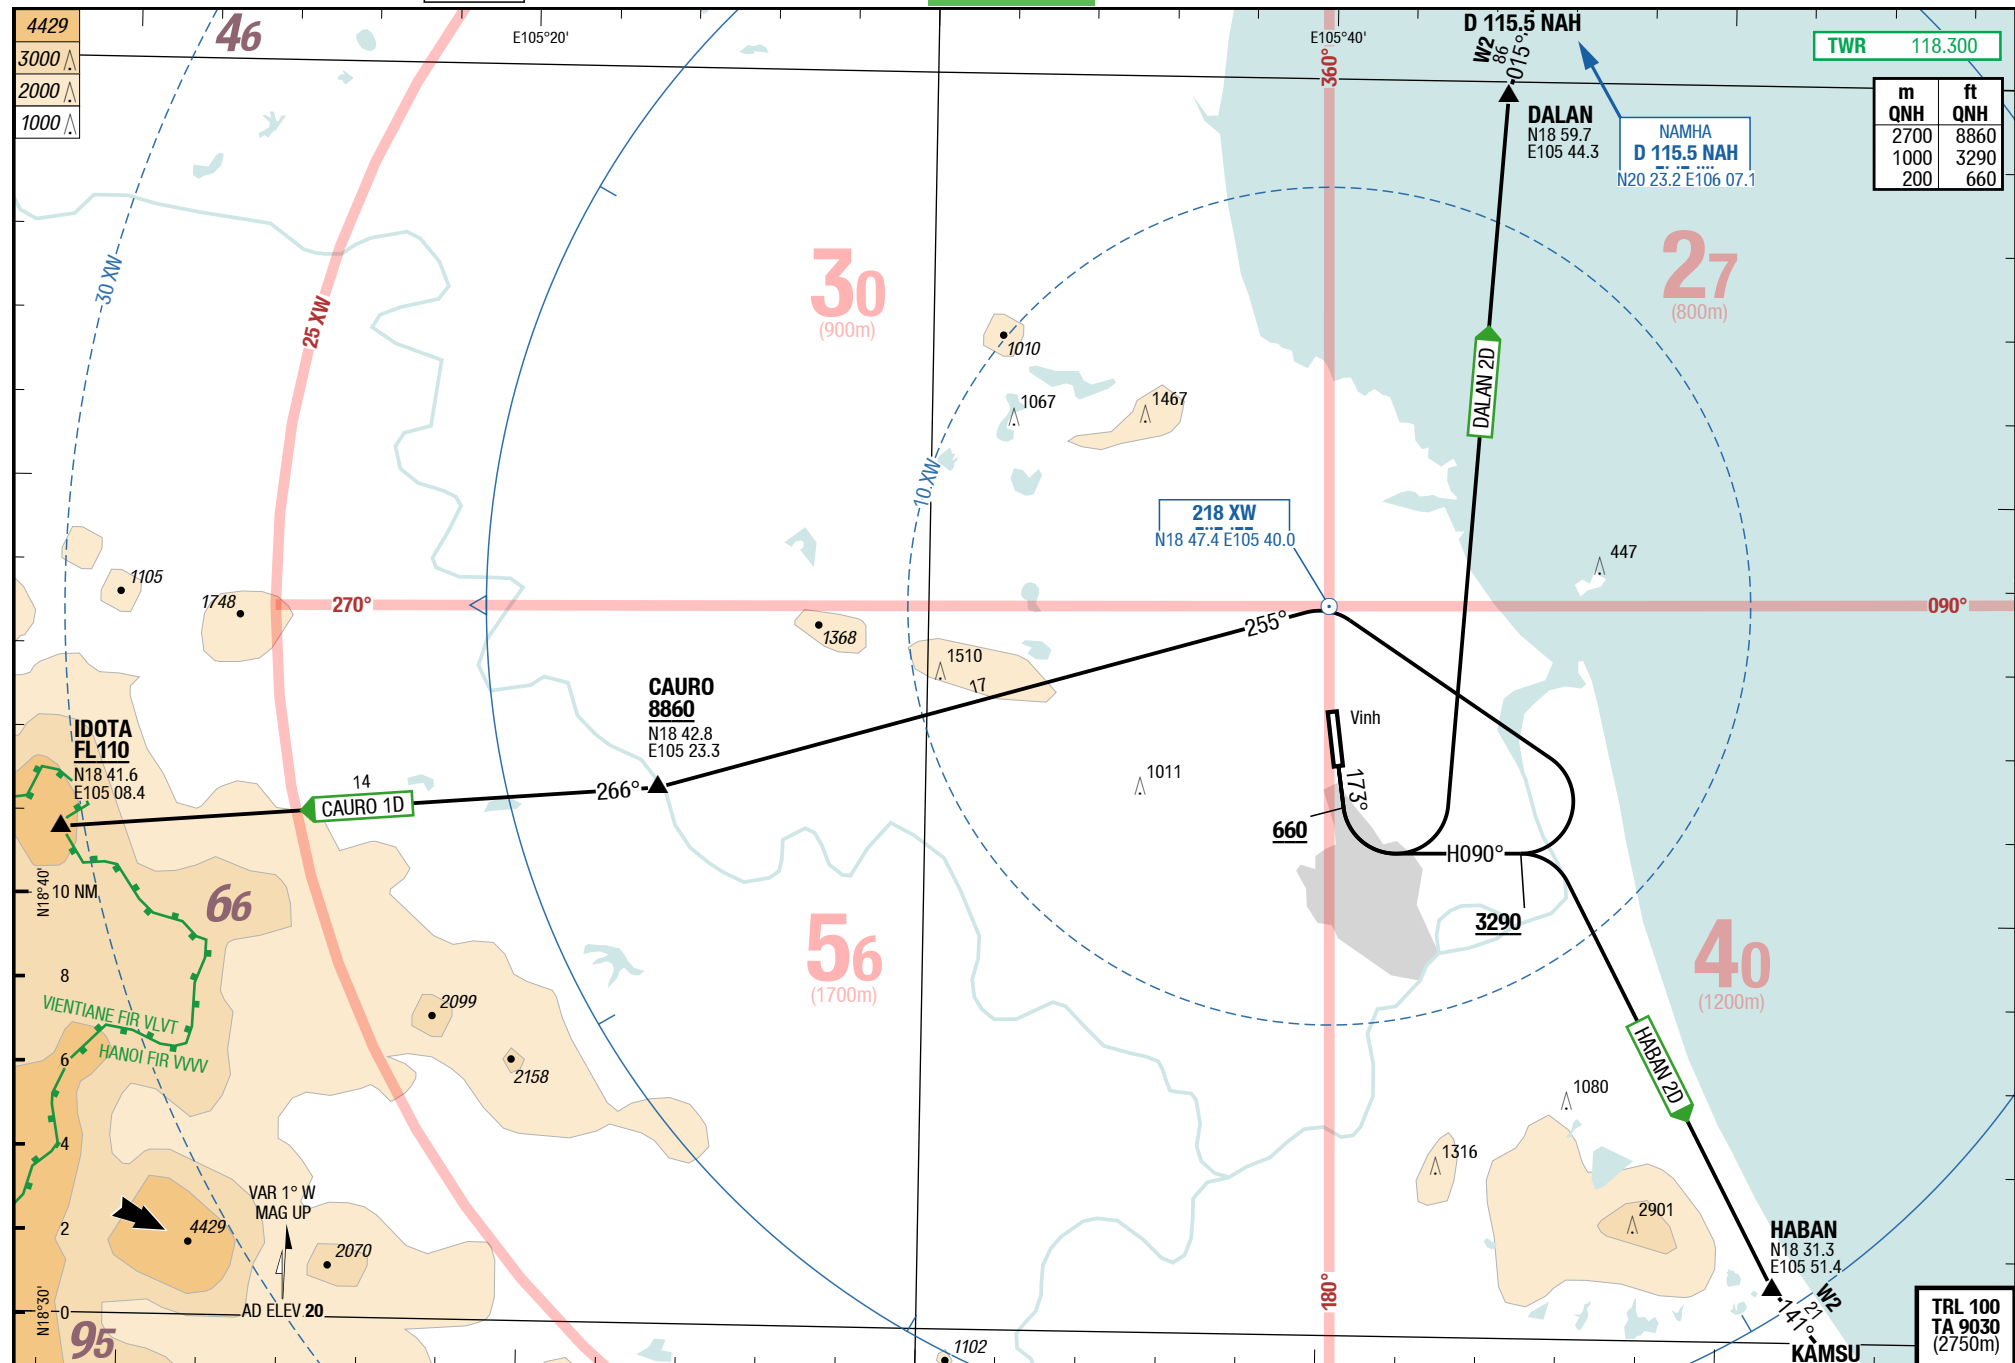 4429
3000
2000
1000
46
E105°20'
E105°40'
360°
D 115.5 NAH
W2
86
015°
TWR 118.300
m ft
QNH QNH
2700 8860
1000 3290
200 660
DALAN
N18 59.7
E105 44.3
NAMHA
D 115.5 NAH
N20 23.2 E106 07.1
30 XW
25 XW
30
(900m)
27
(800m)
1010
1067
1467
DALAN 2D
10 XW
218 XW
N18 47.4 E105 40.0
447
1105
1748
270°
090°
1368
255°
1510
17
CAURO
8860
N18 42.8
E105 23.3
Vinh
IDOTA
FL110
N18 41.6
E105 08.4
14
CAURO 1D
266°
1011
173°
660
H090°
3290
N18°40'
10 NM
66
56
(1700m)
40
(1200m)
8
2099
VIENTIANE FIR VLVT
HANOI FIR VVVV
6
2158
HABAN 2D
1080
4
1316
VAR 1° W
MAG UP
4429
2
2070
2901
HABAN
N18 31.3
E105 51.4
180°
N18°30'
0
AD ELEV 20
95
1102
W2
21
141°
KAMSU
TRL 100
TA 9030
(2750m)